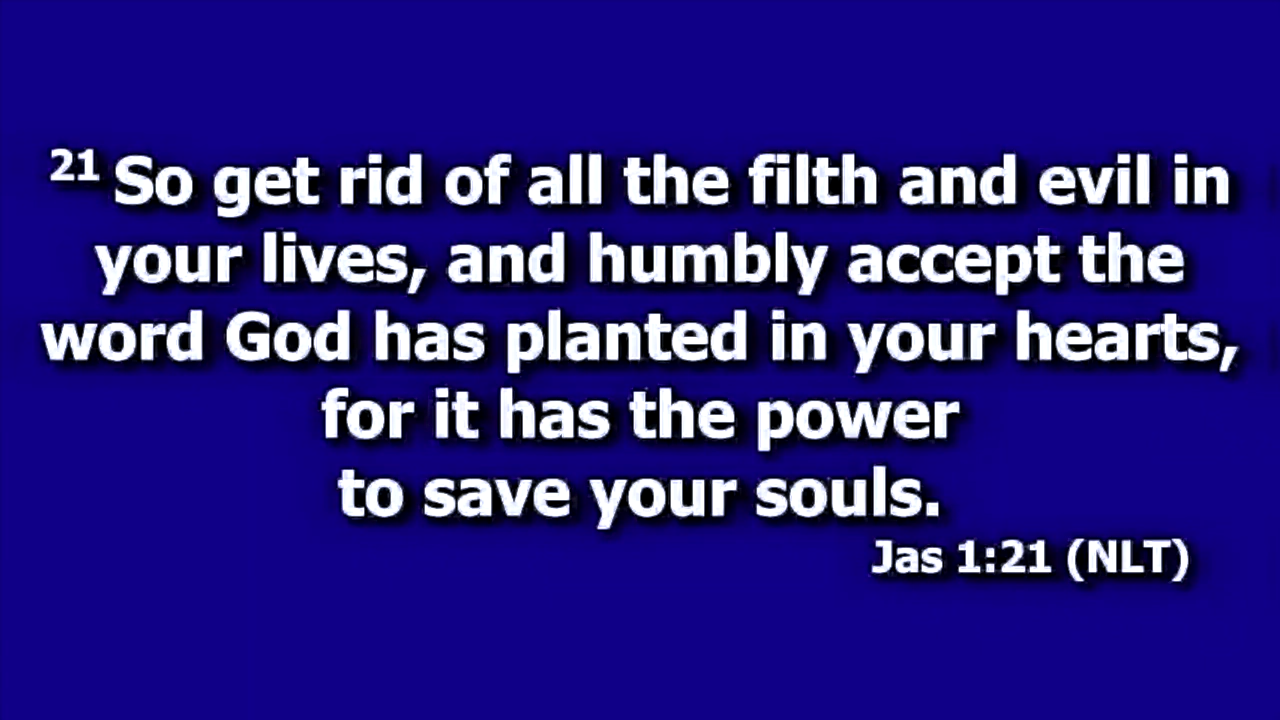 21 So get rid of all the filth and evil in
your lives, and humbly accept the
word God has planted in your hearts,
for it has the power
to save your souls.
Jas 1:21 (NLT)